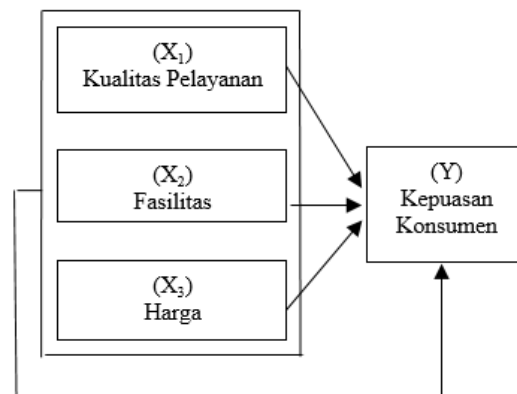 (X₁)
Kualitas Pelayanan
(X₂)
Fasilitas
(X₃)
Harga
(Y)
Kepuasan
Konsumen